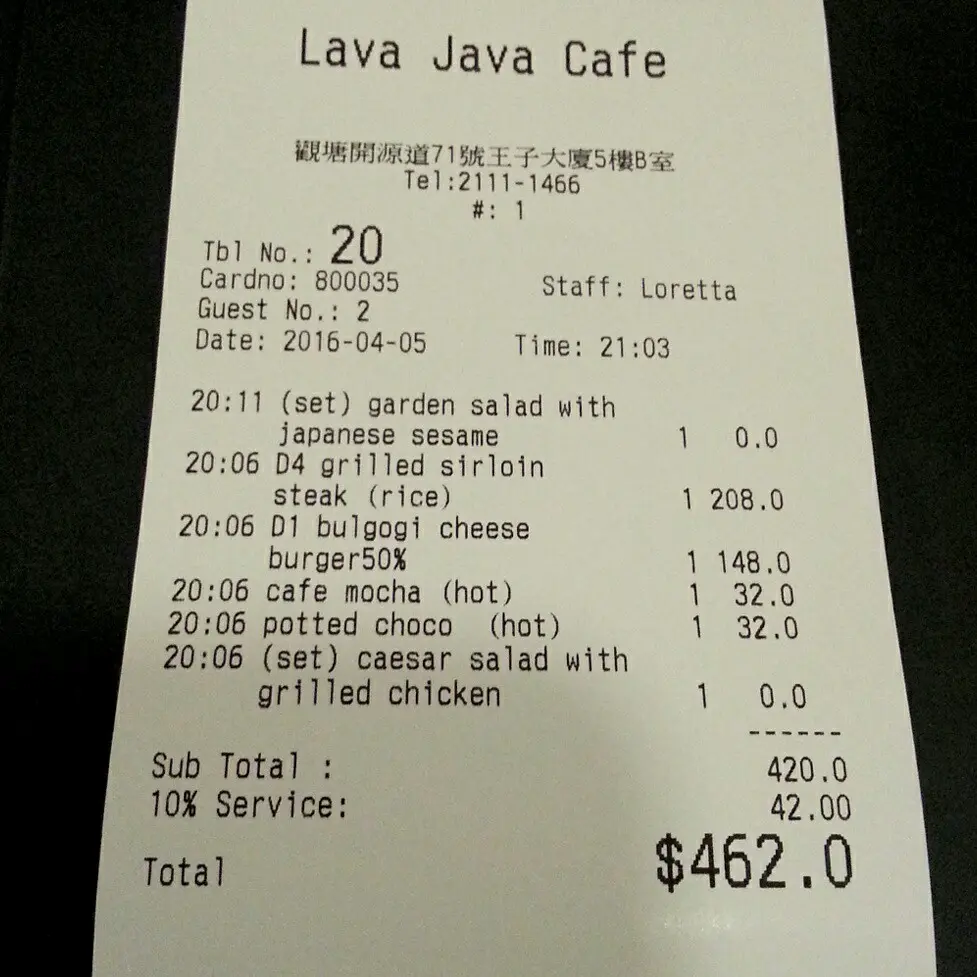 Lava Java Cafe
觀塘開源道71號王子大廈5樓B室
Tel:2111-1466
#: 1
Tbl No.: 20
Cardno: 800035 Staff: Loretta
Guest No.: 2
Date: 2016-04-05 Time: 21:03
20:11 (set) garden salad with
japanese sesame 1 0.0
20:06 D4 grilled sirloin
steak (rice) 1 208.0
20:06 D1 bulgogi cheese
burger50% 1 148.0
20:06 cafe mocha (hot) 1 32.0
20:06 potted choco (hot) 1 32.0
20:06 (set) caesar salad with
grilled chicken 1 0.0
------
Sub Total : 420.0
10% Service: 42.00
Total $462.0